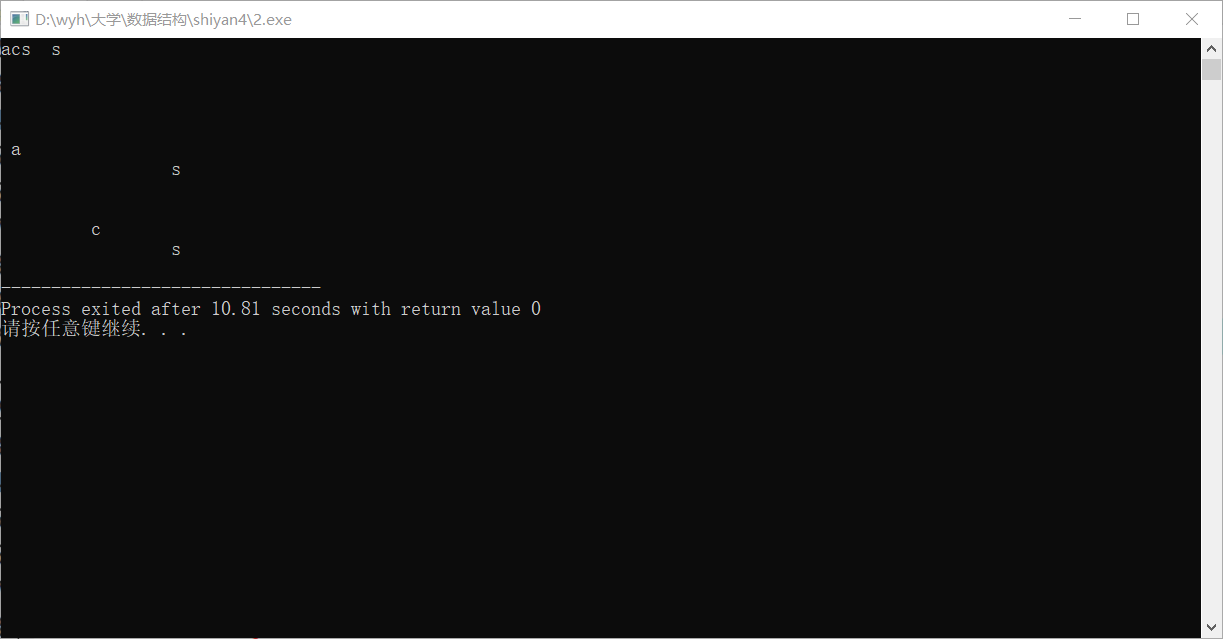 D:\wyh\大学\数据结构\shiyan4\2.exe
acs  s
a
s
c
s
--------------------------------
Process exited after 10.81 seconds with return value 0
请按任意键继续. . .